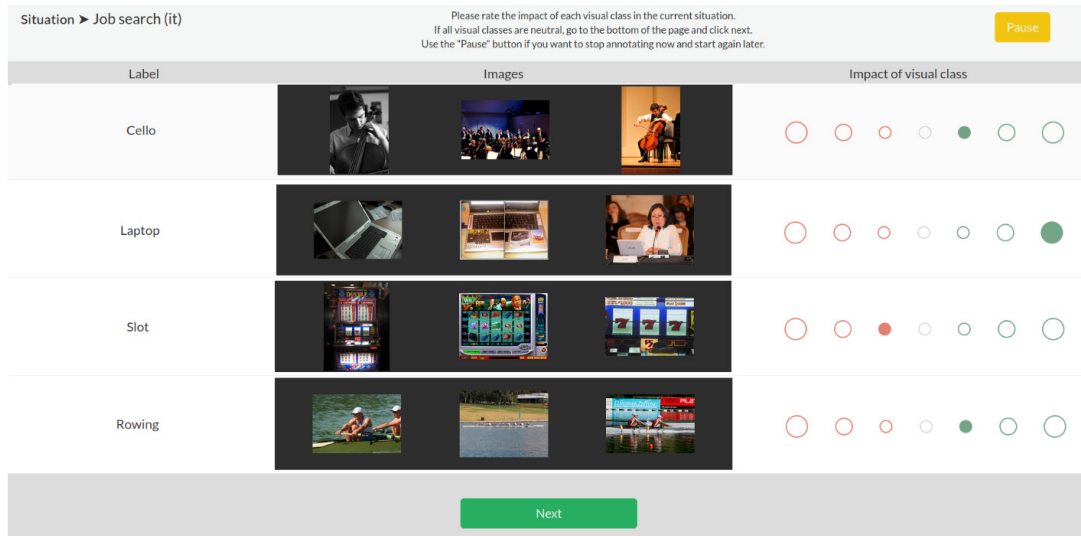 Situation ➤ Job search (it)
Please rate the impact of each visual class in the current situation.
If all visual classes are neutral, go to the bottom of the page and click next.
Use the "Pause" button if you want to stop annotating now and start again later.
Pause
Label Images Impact of visual class
Cello
Laptop
Slot
Rowing
Next